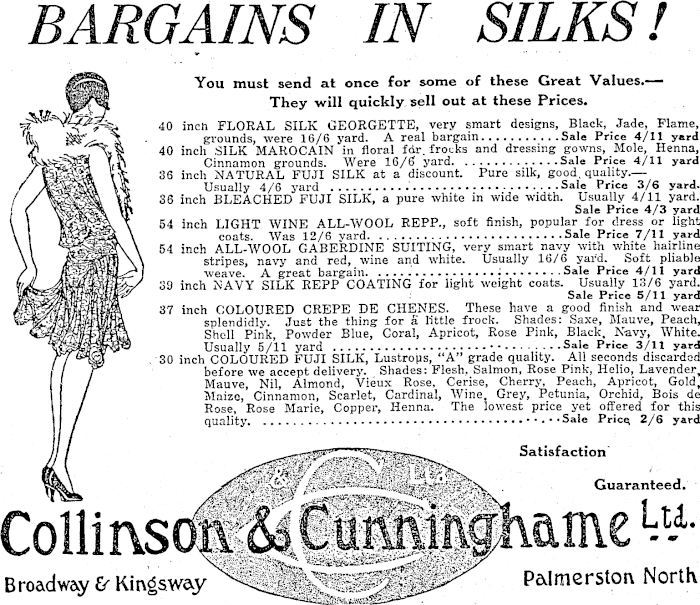 BARGAINS IN SILKS!
You must send at once for some of these Great Values.—
They will quickly sell out at these Prices.
40 inch FLORAL SILK GEORGETTE, very smart designs, Black, Jade, Flame,
grounds, were 16/6 yard. A real bargain............Sale Price 4/11 yard
40 inch SILK MAROCAIN in floral for frocks and dressing gowns, Mole, Henna,
Cinnamon grounds. Were 16/6 yard. ............Sale Price 4/11 yard
36 inch NATURAL FUJI SILK at a discount. Pure silk, good quality.—
Usually 4/6 yard ............................Sale Price 3/6 yard.
36 inch BLEACHED FUJI SILK, a pure white in wide width. Usually 4/11 yard.
Sale Price 4/3 yard
54 inch LIGHT WINE ALL-WOOL REPP., soft finish, popular for dress or light
coats. Was 12/6 yard. ......................Sale Price 7/11 yard
54 inch ALL-WOOL GABERDINE SUITING, very smart navy with white hairline
stripes, navy and red, wine and white. Usually 16/6 yard. Soft pliable
weave. A great bargain. ......................Sale Price 4/11 yard
39 inch NAVY SILK REPP COATING for light weight coats. Usually 13/6 yard.
Sale Price 5/11 yard
37 inch COLOURED CREPE DE CHENES. These have a good finish and wear
splendidly. Just the thing for a little frock. Shades: Saxe, Mauve, Peach,
Shell Pink, Powder Blue, Coral, Apricot, Rose Pink, Black, Navy, White.
Usually 5/11 yard ............................Sale Price 3/11 yard
30 inch COLOURED FUJI SILK, Lustrous, "A" grade quality. All seconds discarded
before we accept delivery. Shades: Flesh, Salmon, Rose Pink, Helio, Lavender,
Mauve, Nil, Almond, Vieux Rose, Cerise, Cherry, Peach, Apricot, Gold,
Maize, Cinnamon, Scarlet, Cardinal, Wine, Grey, Petunia, Orchid, Bois de
Rose, Rose Marie, Copper, Henna. The lowest price yet offered for this
quality. ......................................Sale Price 2/6 yard
Satisfaction
Guaranteed.
C & C Ltd
Collinson & Cunninghame Ltd.
Broadway & Kingsway
Palmerston North